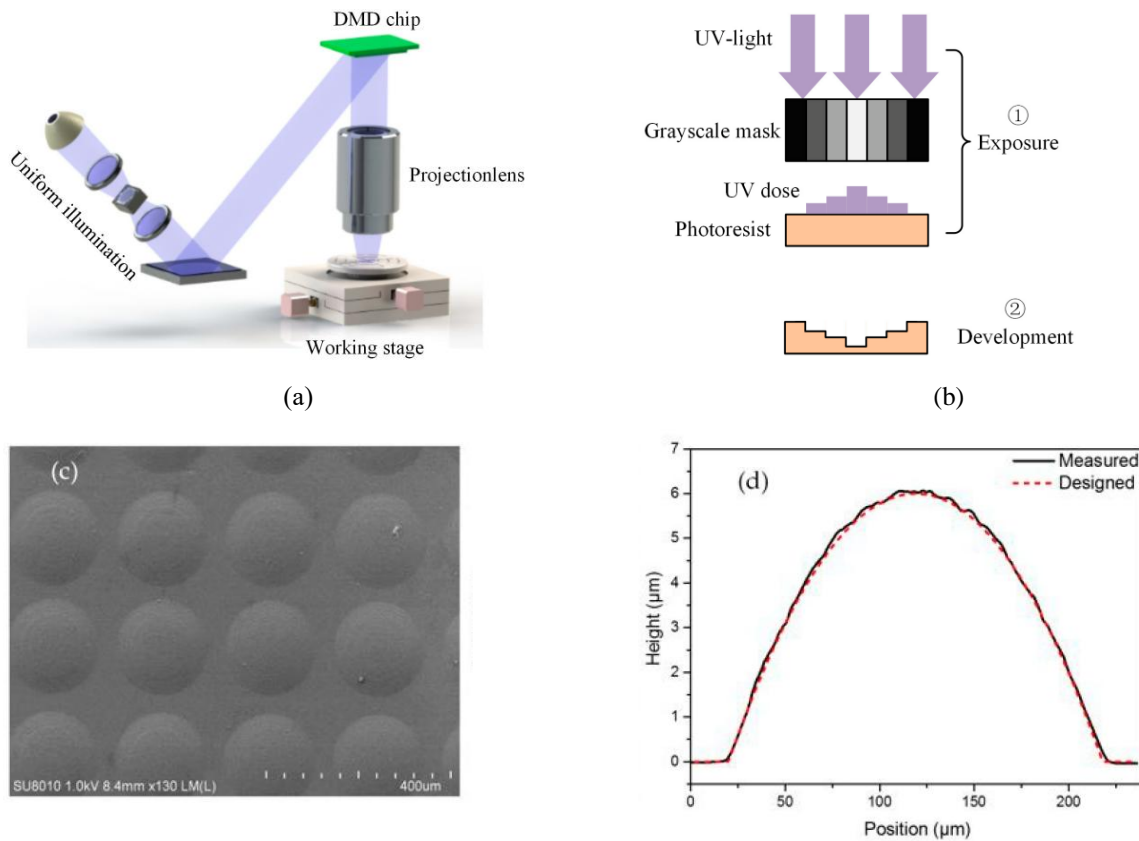 DMD chip
Uniform illumination
Projectionlens
Working stage
(a)
UV-light
Grayscale mask
①
Exposure
UV dose
Photoresist
②
Development
(b)
(c)
SU8010 1.0kV 8.4mm x130 LM(L)
400um
(d)
Measured
Designed
Height (μm)
7
6
5
4
3
2
1
0
0
50
100
150
200
Position (μm)